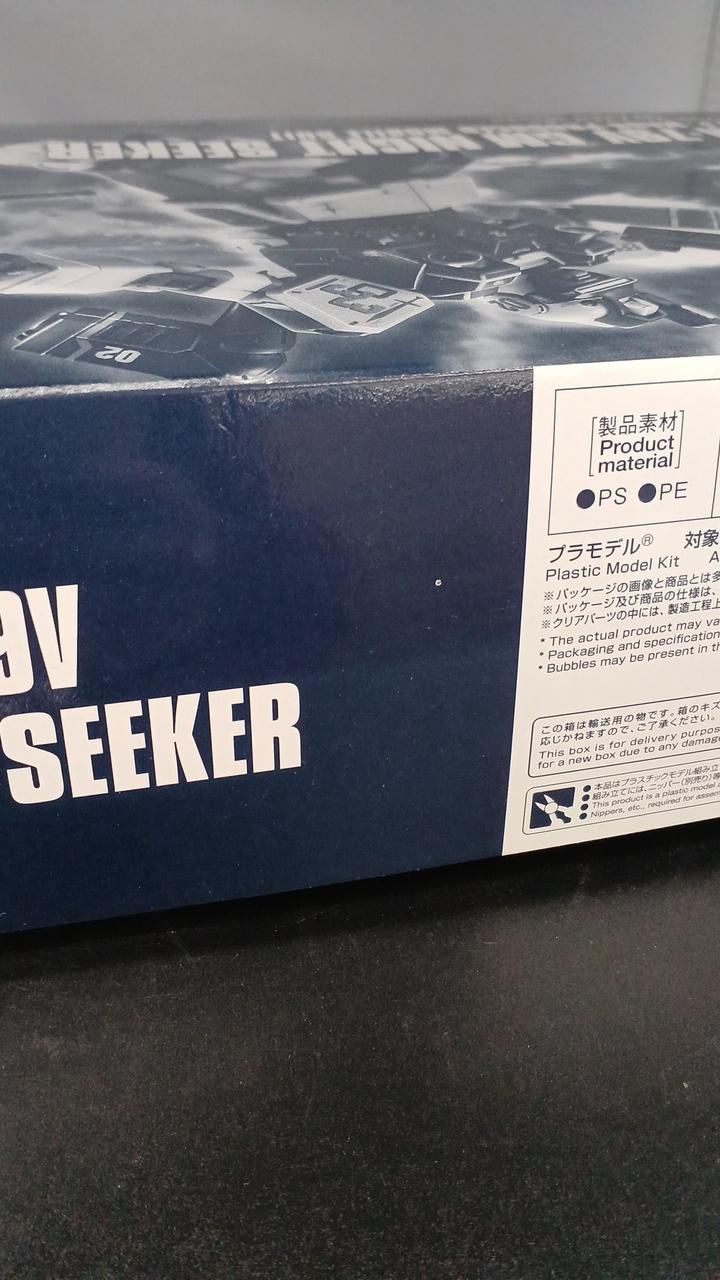 GM NIGHT SEEKER
02
9V
SEEKER
[製品素材
Product
material]
●PS ●PE
プラモデル® 対象
Plastic Model Kit A
※パッケージの画像と商品とは多
※パッケージ及び商品の仕様は、
※クリアパーツの中には、製造工程上
* The actual product may va
* Packaging and specification
* Bubbles may be present in th
この箱は輸送用の物です。箱のキズ
応じかねますので、ご了承ください。
This box is for delivery purpos
for a new box due to any damag
●本品はプラスチックモデル組み立
●組み立てには、ニッパー(別売り)等
●This product is a plastic model a
●Nippers, etc., required for assem